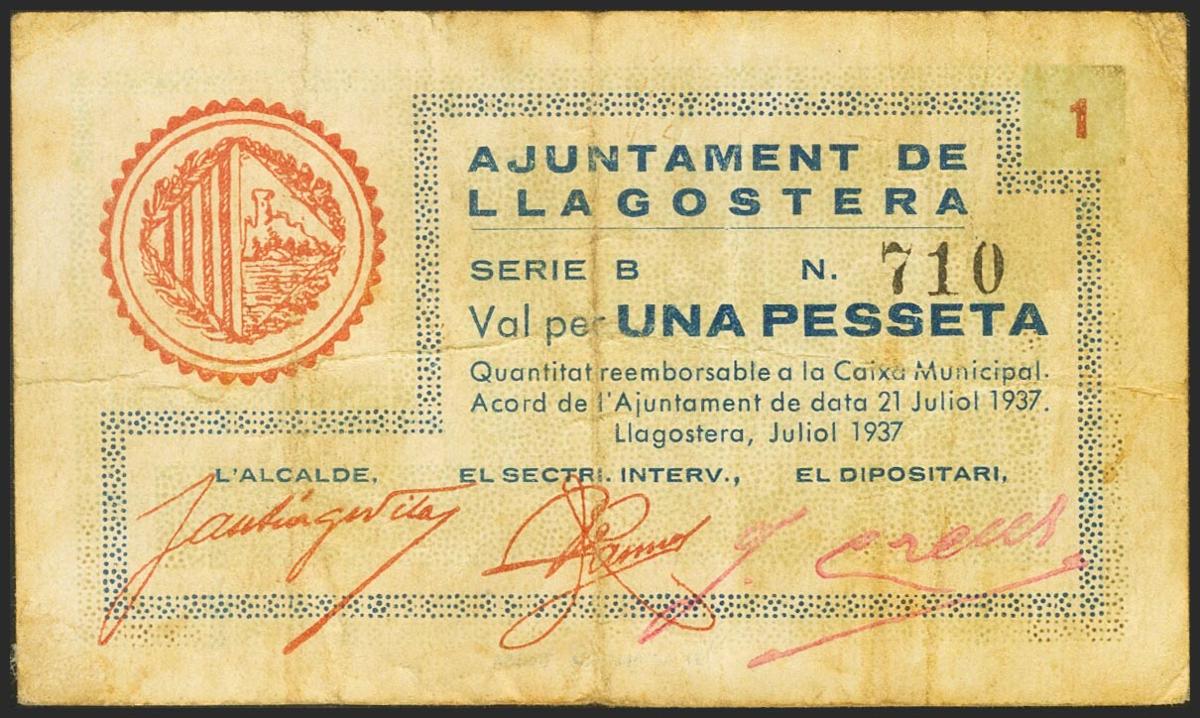 1
AJUNTAMENT DE
LLAGOSTERA
SERIE B N. 710
Val per UNA PESSETA
Quantitat reemborsable a la Caixa Municipal.
Acord de l'Ajuntament de data 21 Juliol 1937.
Llagostera, Juliol 1937
L'ALCALDE, EL SECTRI. INTERV., EL DIPOSITARI,